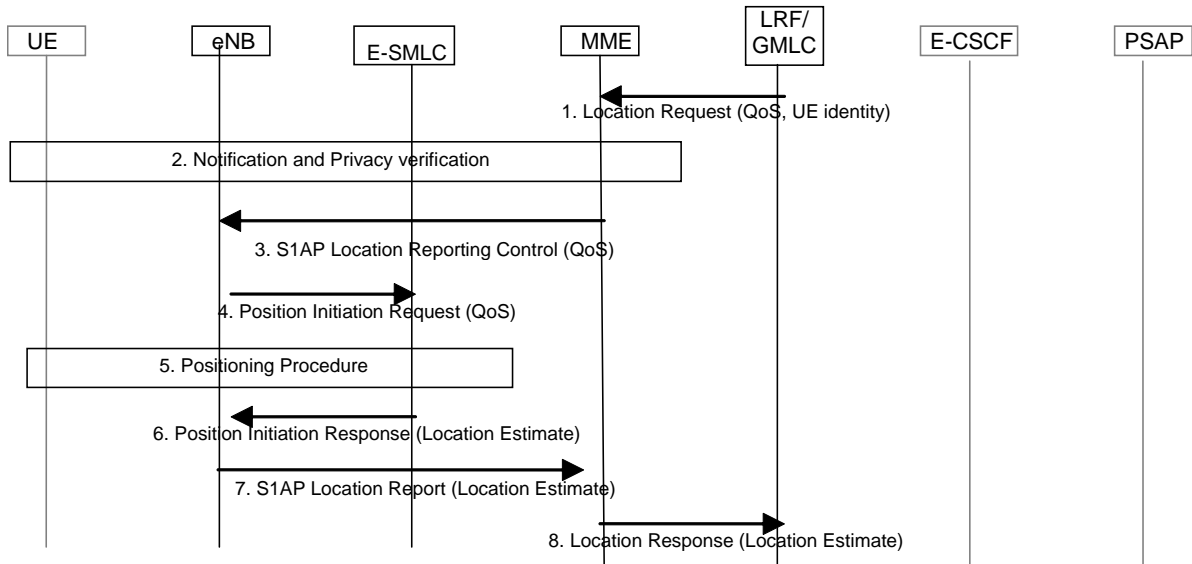 UE
eNB
E-SMLC
MME
LRF/
GMLC
E-CSCF
PSAP
1. Location Request (QoS, UE identity)
2. Notification and Privacy verification
3. S1AP Location Reporting Control (QoS)
4. Position Initiation Request (QoS)
5. Positioning Procedure
6. Position Initiation Response (Location Estimate)
7. S1AP Location Report (Location Estimate)
8. Location Response (Location Estimate)